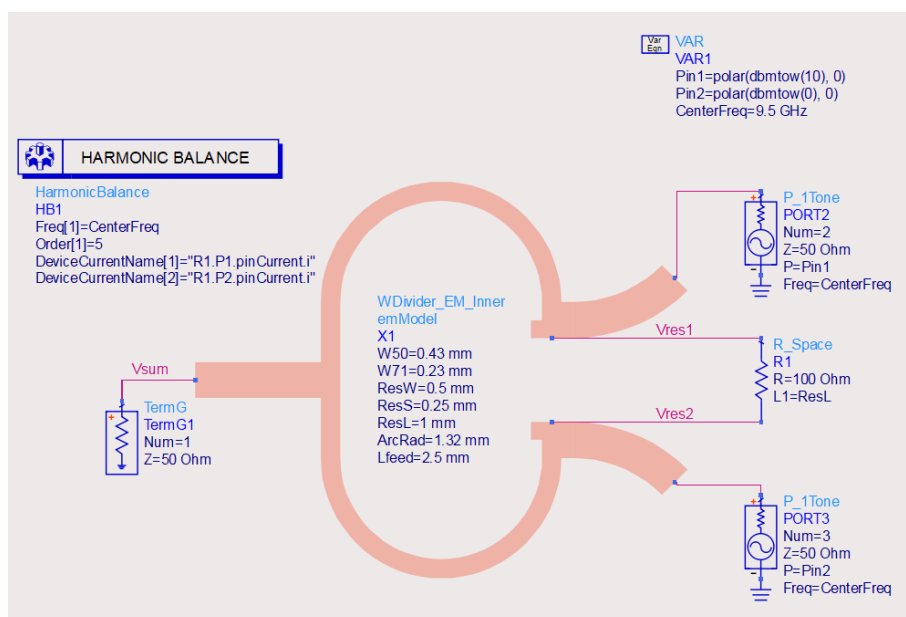 Var
Eqn
VAR
VAR1
Pin1=polar(dbmtow(10), 0)
Pin2=polar(dbmtow(0), 0)
CenterFreq=9.5 GHz
HARMONIC BALANCE
HarmonicBalance
HB1
Freq[1]=CenterFreq
Order[1]=5
DeviceCurrentName[1]="R1.P1.pinCurrent.i"
DeviceCurrentName[2]="R1.P2.pinCurrent.i"
P_1Tone
PORT2
Num=2
Z=50 Ohm
P=Pin1
Freq=CenterFreq
WDivider_EM_Inner
emModel
X1
W50=0.43 mm
W71=0.23 mm
ResW=0.5 mm
ResS=0.25 mm
ResL=1 mm
ArcRad=1.32 mm
Lfeed=2.5 mm
Vres1
R_Space
R1
R=100 Ohm
L1=ResL
Vres2
Vsum
TermG
TermG1
Num=1
Z=50 Ohm
P_1Tone
PORT3
Num=3
Z=50 Ohm
P=Pin2
Freq=CenterFreq